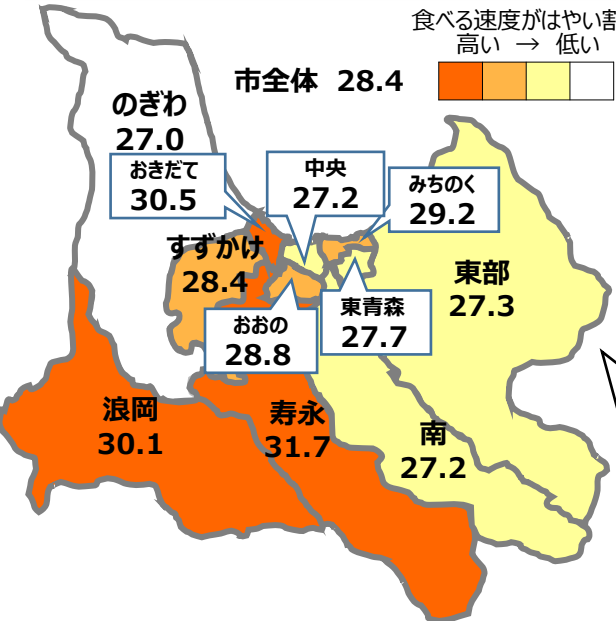 食べる速度がはやい割
高い → 低い
市全体 28.4
のぎわ
27.0
おきだて
30.5
中央
27.2
みちのく
29.2
すずかけ
28.4
東部
27.3
おおの
28.8
東青森
27.7
浪岡
30.1
寿永
31.7
南
27.2